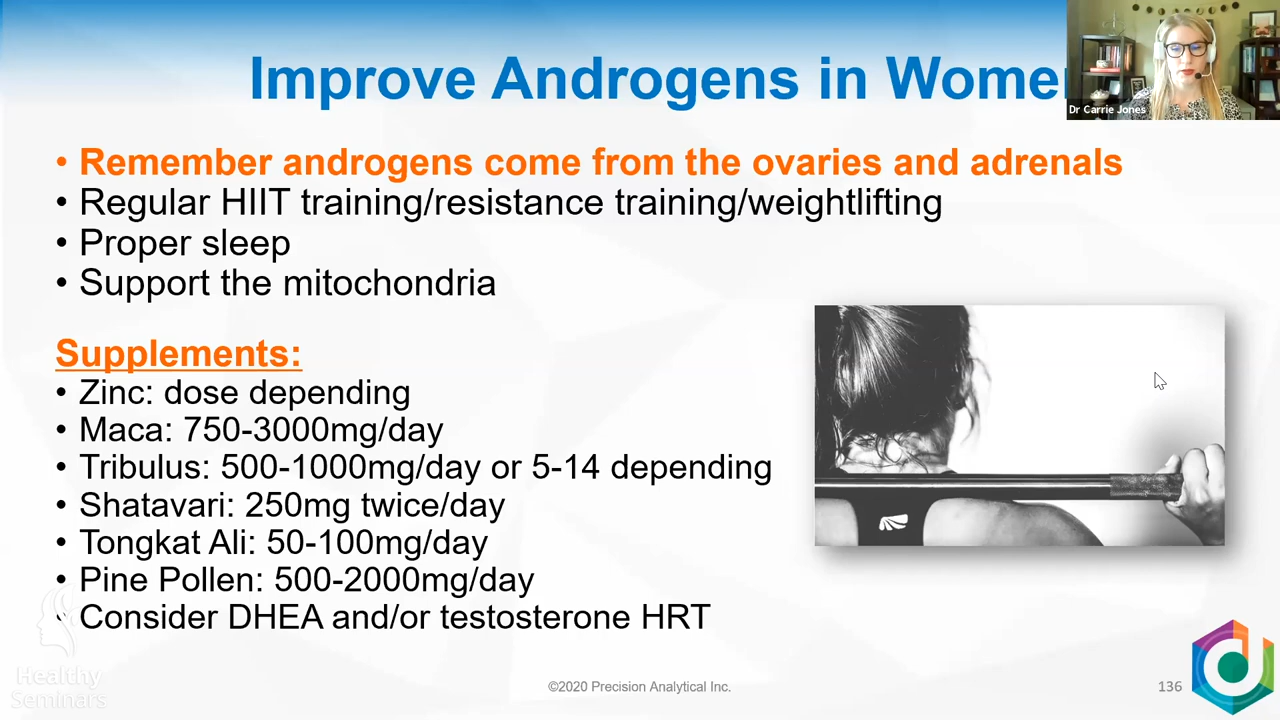 Improve Androgens in Wome
Dr Carrie Jones
• Remember androgens come from the ovaries and adrenals
• Regular HIIT training/resistance training/weightlifting
• Proper sleep
• Support the mitochondria
Supplements:
• Zinc: dose depending
• Maca: 750-3000mg/day
• Tribulus: 500-1000mg/day or 5-14 depending
• Shatavari: 250mg twice/day
• Tongkat Ali: 50-100mg/day
• Pine Pollen: 500-2000mg/day
• Consider DHEA and/or testosterone HRT
Healthy
Seminars
©2020 Precision Analytical Inc.
136